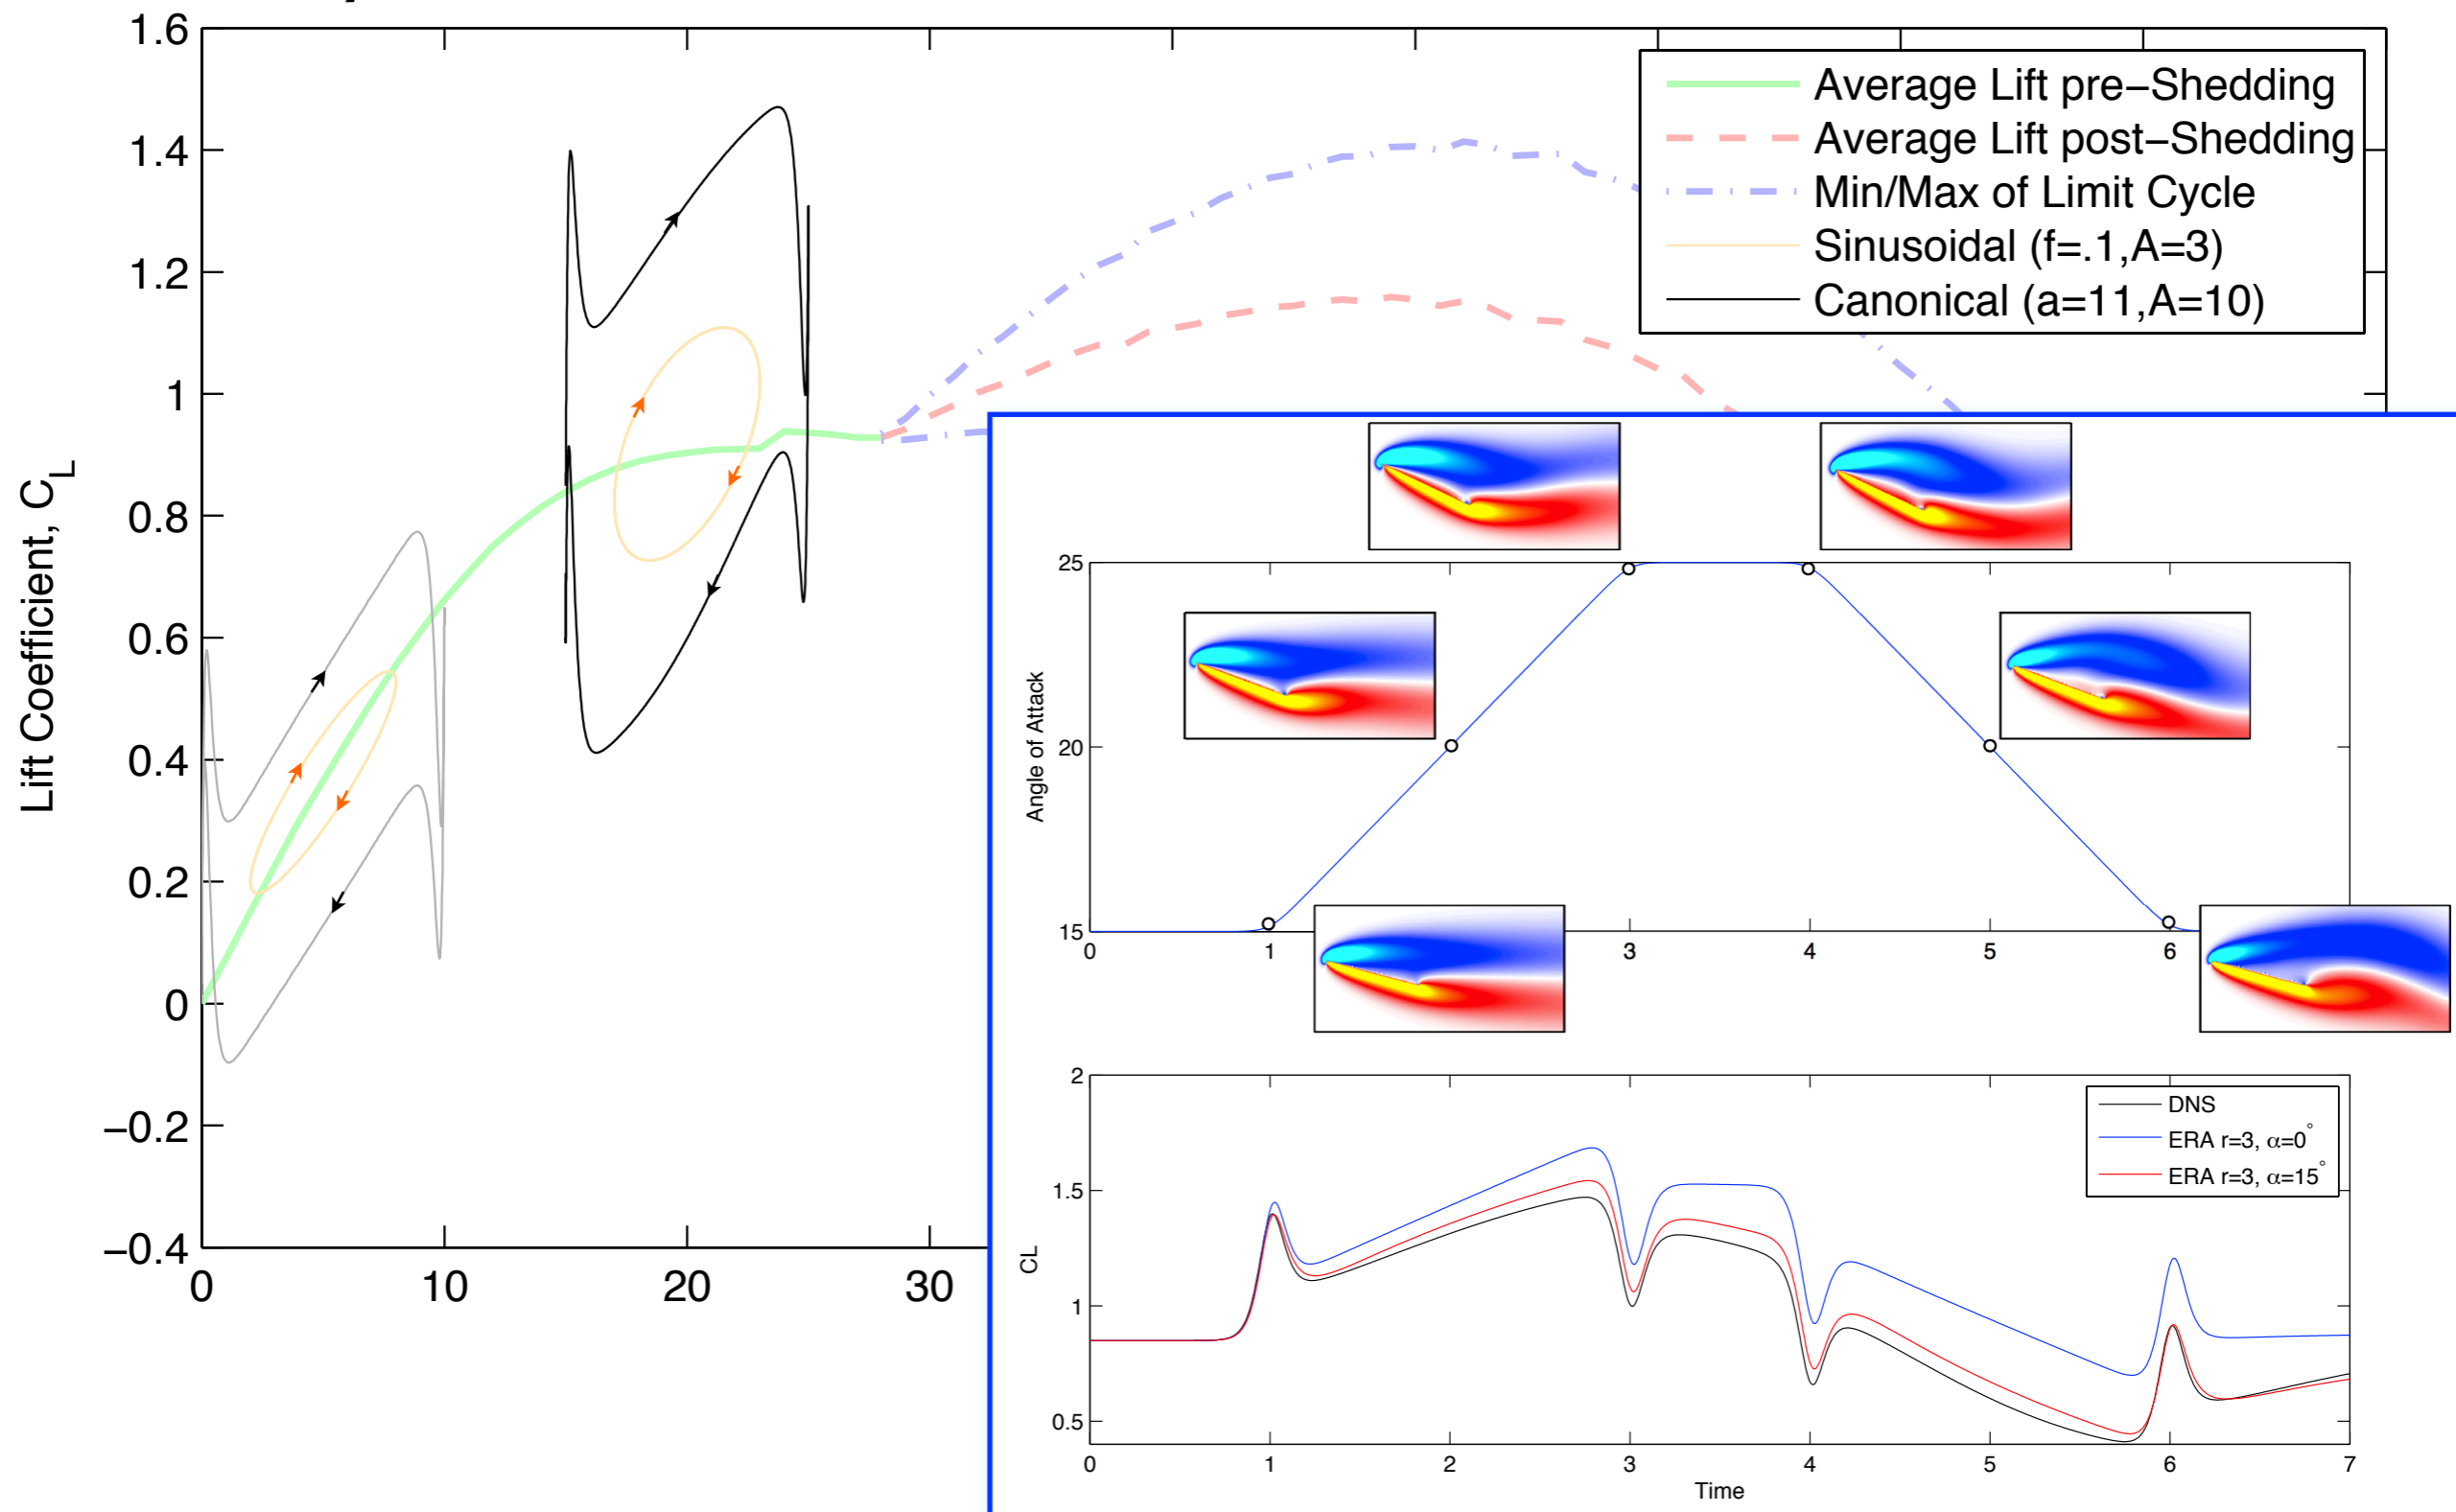 1.6
1.4
1.2
1
0.8
0.6
0.4
0.2
0
−0.2
−0.4
0 10 20 30
Lift Coefficient, C_L
Average Lift pre−Shedding
Average Lift post−Shedding
Min/Max of Limit Cycle
Sinusoidal (f=.1,A=3)
Canonical (a=11,A=10)
25
20
15
Angle of Attack
0 1 3 4 5 6
2
1.5
1
0.5
CL
DNS
ERA r=3, α=0°
ERA r=3, α=15°
0 1 2 3 4 5 6 7
Time